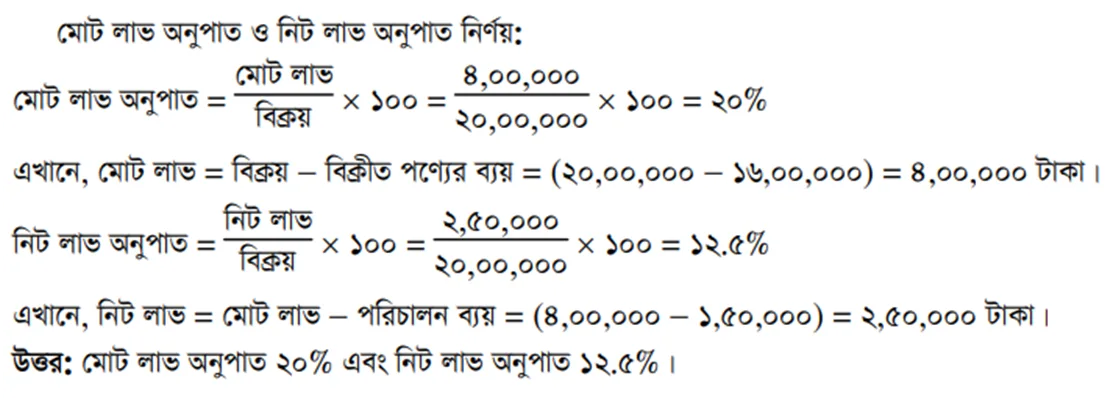 মোট লাভ অনুপাত ও নিট লাভ অনুপাত নির্ণয়:
মোট লাভ অনুপাত = মোট লাভ / বিক্রয় × ১০০ = ৪,০০,০০০ / ২০,০০,০০০ × ১০০ = ২০%
এখানে, মোট লাভ = বিক্রয় – বিক্রীত পণ্যের ব্যয় = (২০,০০,০০০ – ১৬,০০,০০০) = ৪,০০,০০০ টাকা।
নিট লাভ অনুপাত = নিট লাভ / বিক্রয় × ১০০ = ২,৫০,০০০ / ২০,০০,০০০ × ১০০ = ১২.৫%
এখানে, নিট লাভ = মোট লাভ – পরিচালন ব্যয় = (৪,০০,০০০ – ১,৫০,০০০) = ২,৫০,০০০ টাকা।
উত্তর: মোট লাভ অনুপাত ২০% এবং নিট লাভ অনুপাত ১২.৫%।